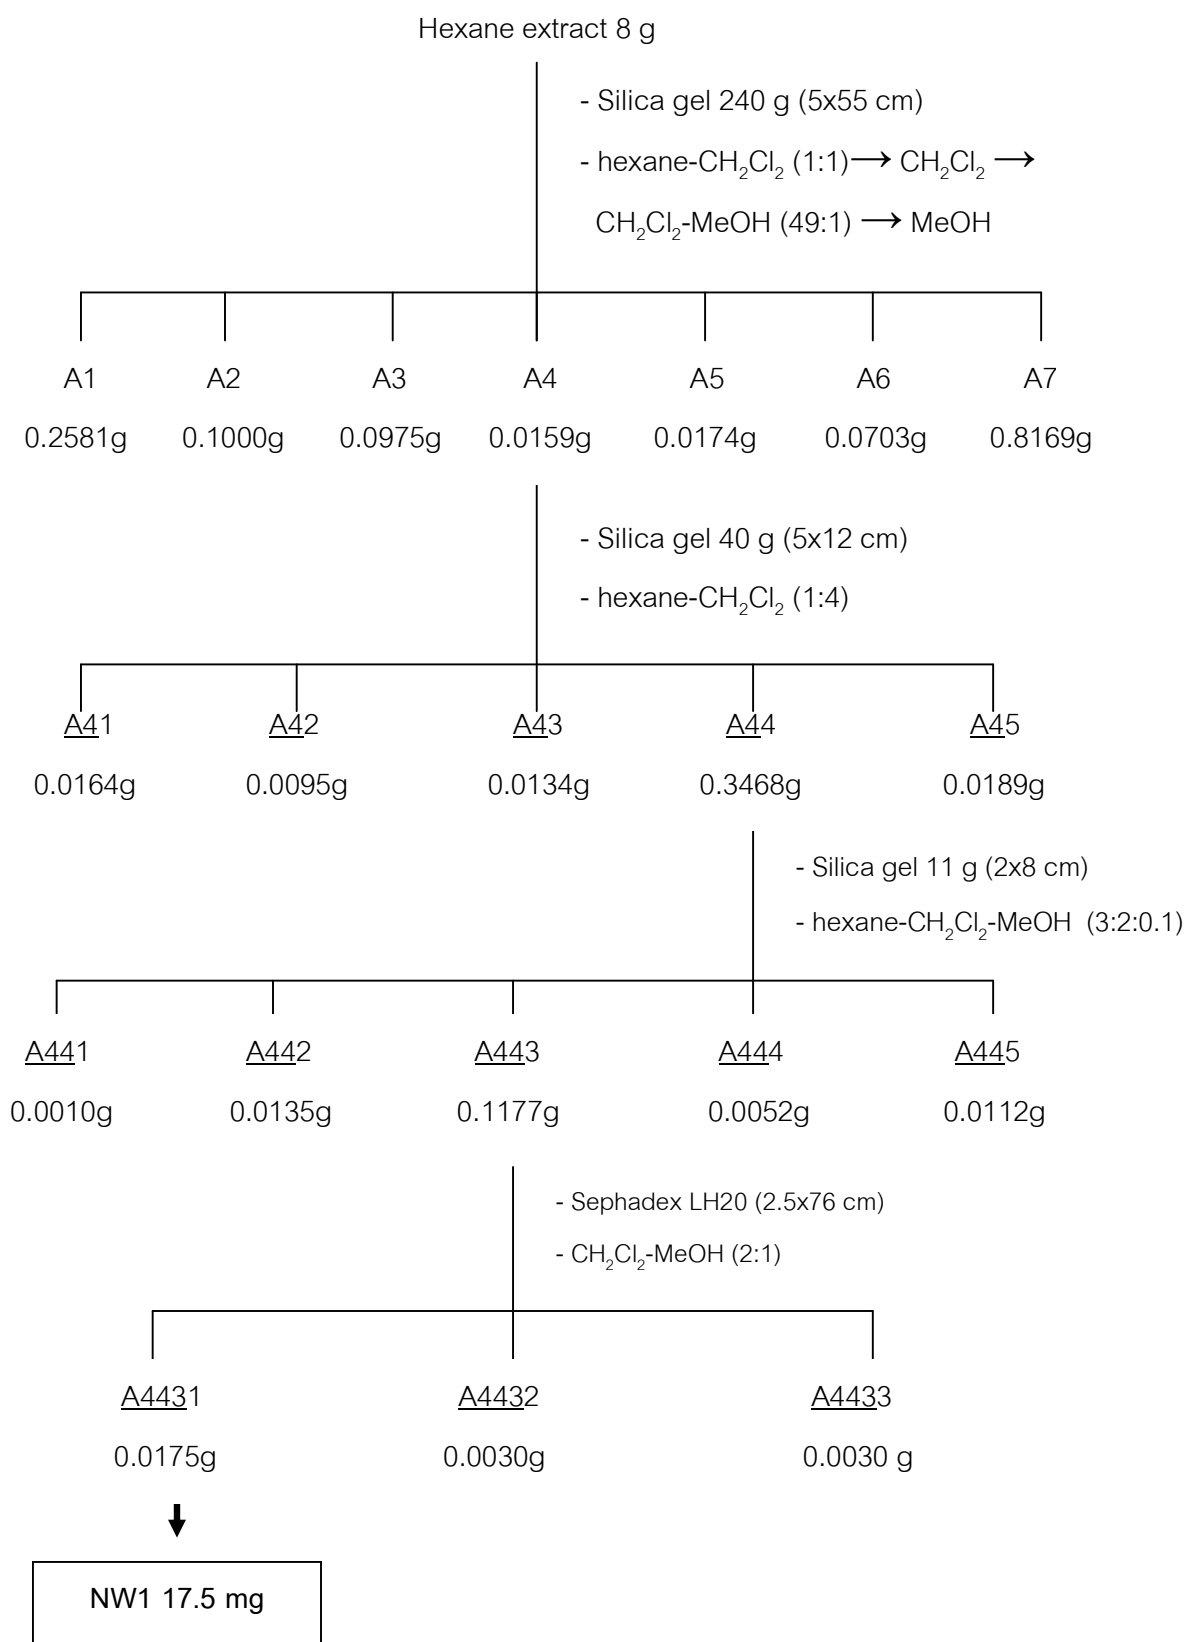 Hexane extract 8 g
- Silica gel 240 g (5x55 cm)
- hexane-CH₂Cl₂ (1:1)→ CH₂Cl₂ →
CH₂Cl₂-MeOH (49:1) → MeOH
A1 A2 A3 A4 A5 A6 A7
0.2581g 0.1000g 0.0975g 0.0159g 0.0174g 0.0703g 0.8169g
- Silica gel 40 g (5x12 cm)
- hexane-CH₂Cl₂ (1:4)
A41 A42 A43 A44 A45
0.0164g 0.0095g 0.0134g 0.3468g 0.0189g
- Silica gel 11 g (2x8 cm)
- hexane-CH₂Cl₂-MeOH (3:2:0.1)
A441 A442 A443 A444 A445
0.0010g 0.0135g 0.1177g 0.0052g 0.0112g
- Sephadex LH20 (2.5x76 cm)
- CH₂Cl₂-MeOH (2:1)
A4431 A4432 A4433
0.0175g 0.0030g 0.0030 g
NW1 17.5 mg